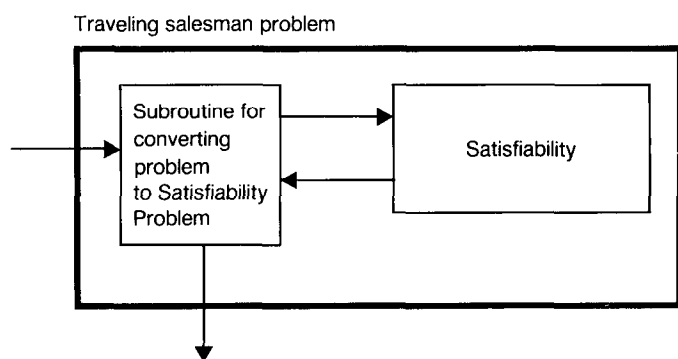 Traveling salesman problem
Subroutine for
converting
problem
to Satisfiability
Problem
Satisfiability